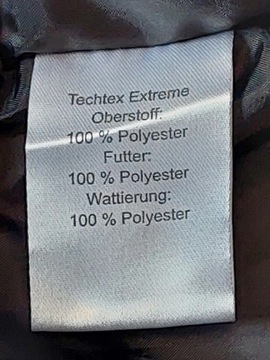 Techtex Extreme
Oberstoff:
100 % Polyester
Futter:
100 % Polyester
Wattierung:
100 % Polyester